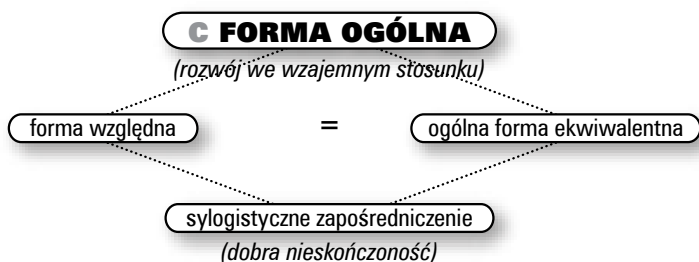 C FORMA OGÓLNA
(rozwój we wzajemnym stosunku)
forma względna = ogólna forma ekwiwalentna
sylogistyczne zapośredniczenie
(dobra nieskończoność)